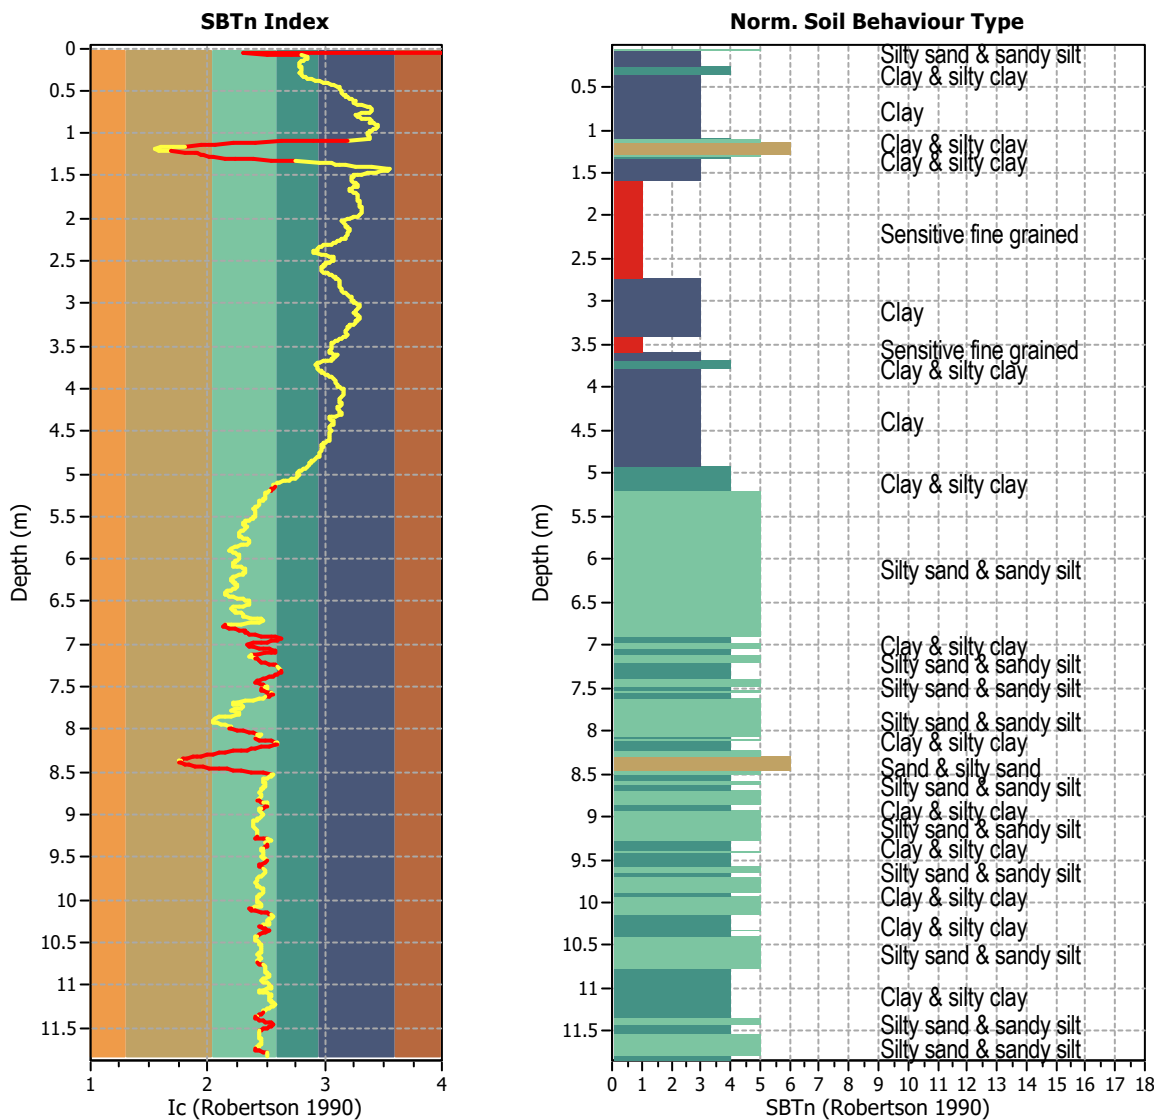 SBTn Index
Norm. Soil Behaviour Type
0
0.5
1
1.5
2
2.5
3
3.5
4
4.5
5
5.5
6
6.5
7
7.5
8
8.5
9
9.5
10
10.5
11
11.5
Depth (m)
1
2
3
4
Ic (Robertson 1990)
0.5
1
1.5
2
2.5
3
3.5
4
4.5
5
5.5
6
6.5
7
7.5
8
8.5
9
9.5
10
10.5
11
11.5
Depth (m)
Silty sand & sandy silt
Clay & silty clay
Clay
Clay & silty clay
Clay & silty clay
Sensitive fine grained
Clay
Sensitive fine grained
Clay & silty clay
Clay
Clay & silty clay
Silty sand & sandy silt
Clay & silty clay
Silty sand & sandy silt
Silty sand & sandy silt
Silty sand & sandy silt
Clay & silty clay
Sand & silty sand
Silty sand & sandy silt
Clay & silty clay
Silty sand & sandy silt
Clay & silty clay
Silty sand & sandy silt
Clay & silty clay
Clay & silty clay
Silty sand & sandy silt
Clay & silty clay
Silty sand & sandy silt
Silty sand & sandy silt
0 1 2 3 4 5 6 7 8 9 10 11 12 13 14 15 16 17 18
SBTn (Robertson 1990)